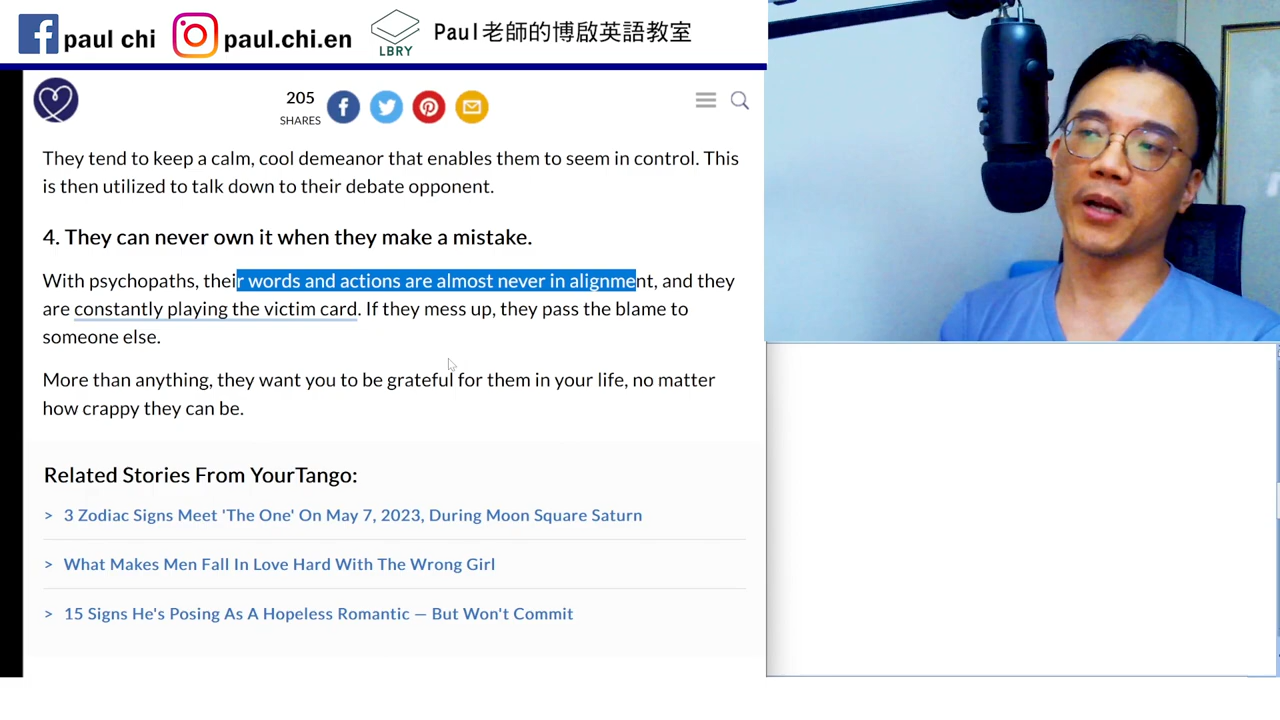 paul chi
paul.chi.en
LBRY
Paul老師的博啟英語教室
205
SHARES
They tend to keep a calm, cool demeanor that enables them to seem in control. This
is then utilized to talk down to their debate opponent.
4. They can never own it when they make a mistake.
With psychopaths, their words and actions are almost never in alignment, and they
are constantly playing the victim card. If they mess up, they pass the blame to
someone else.
More than anything, they want you to be grateful for them in your life, no matter
how crappy they can be.
Related Stories From YourTango:
> 3 Zodiac Signs Meet 'The One' On May 7, 2023, During Moon Square Saturn
> What Makes Men Fall In Love Hard With The Wrong Girl
> 15 Signs He's Posing As A Hopeless Romantic — But Won't Commit